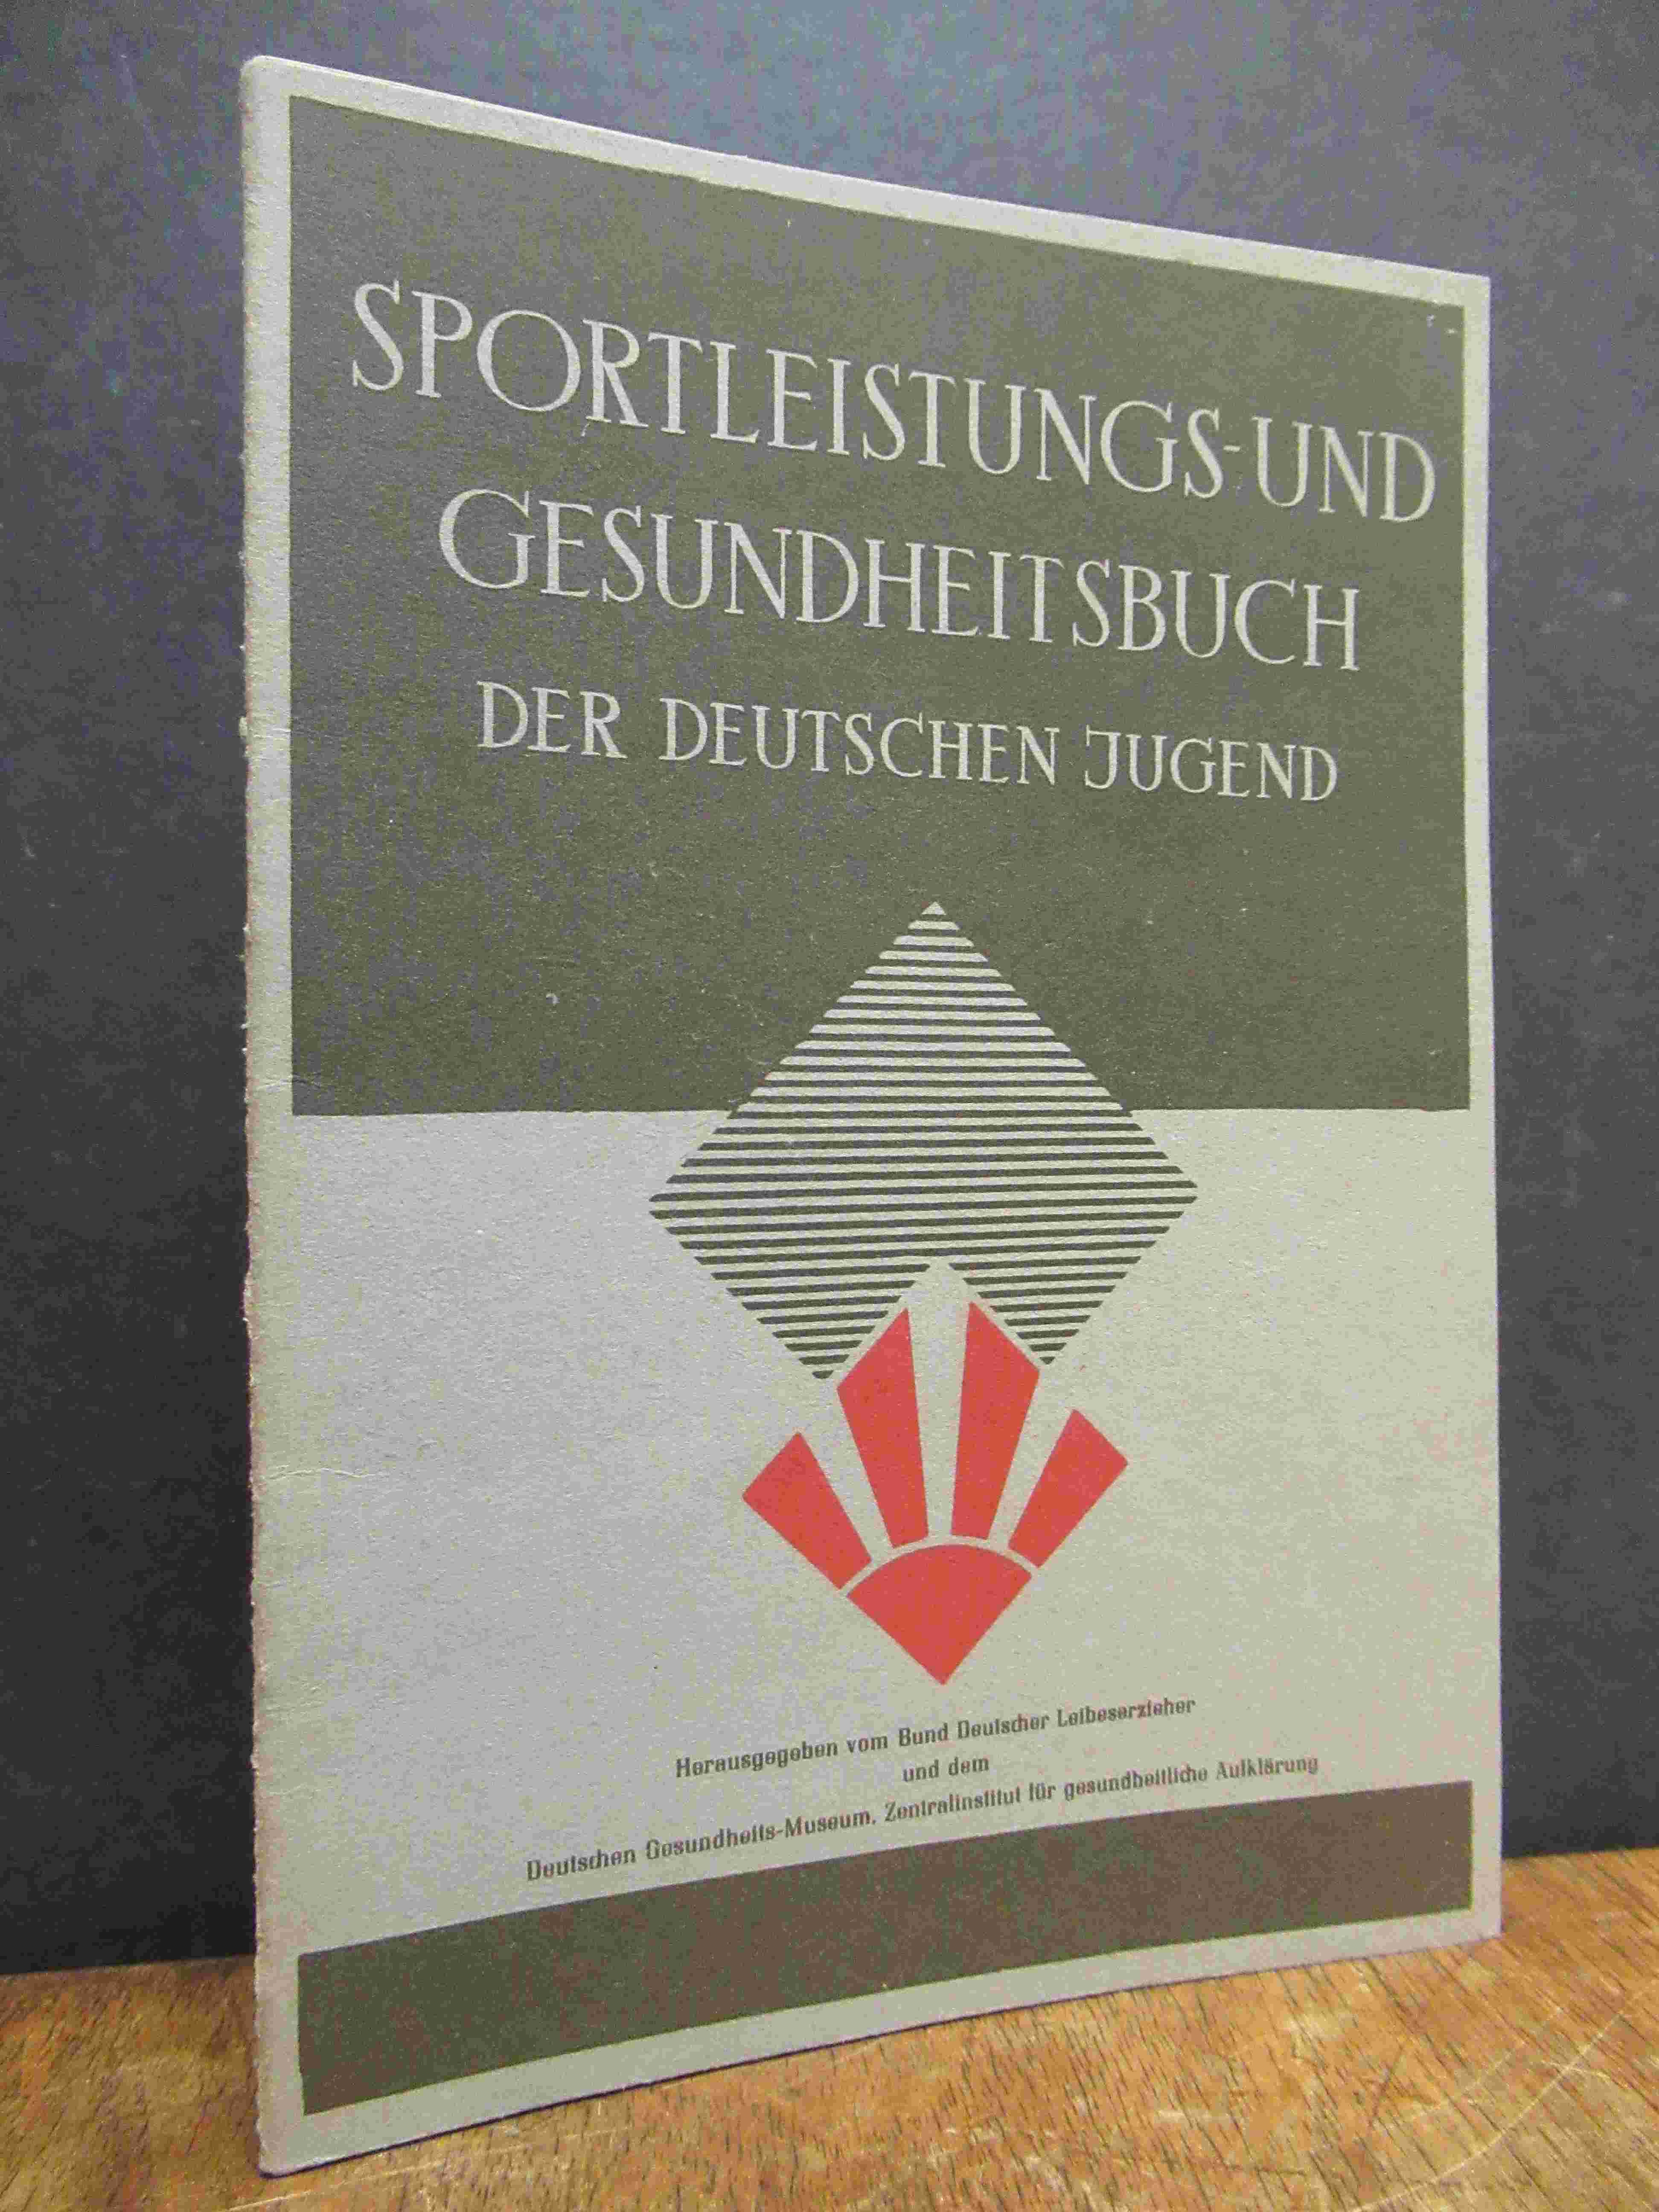 SPORTLEISTUNGS-UND
GESUNDHEITSBUCH
DER DEUTSCHEN JUGEND
Herausgegeben vom Bund Deutscher Leibeserzieher
und dem
Deutschen Gesundheits-Museum, Zentralinstitut für gesundheitliche Aufklärung